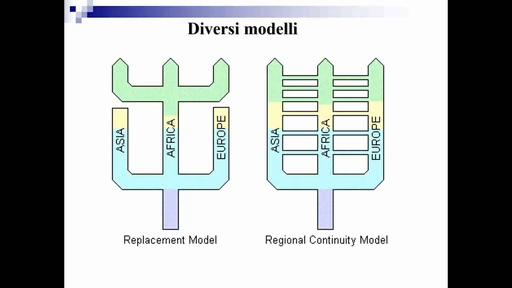 Diversi modelli
ASIA
AFRICA
EUROPE
ASIA
AFRICA
EUROPE
Replacement Model
Regional Continuity Model